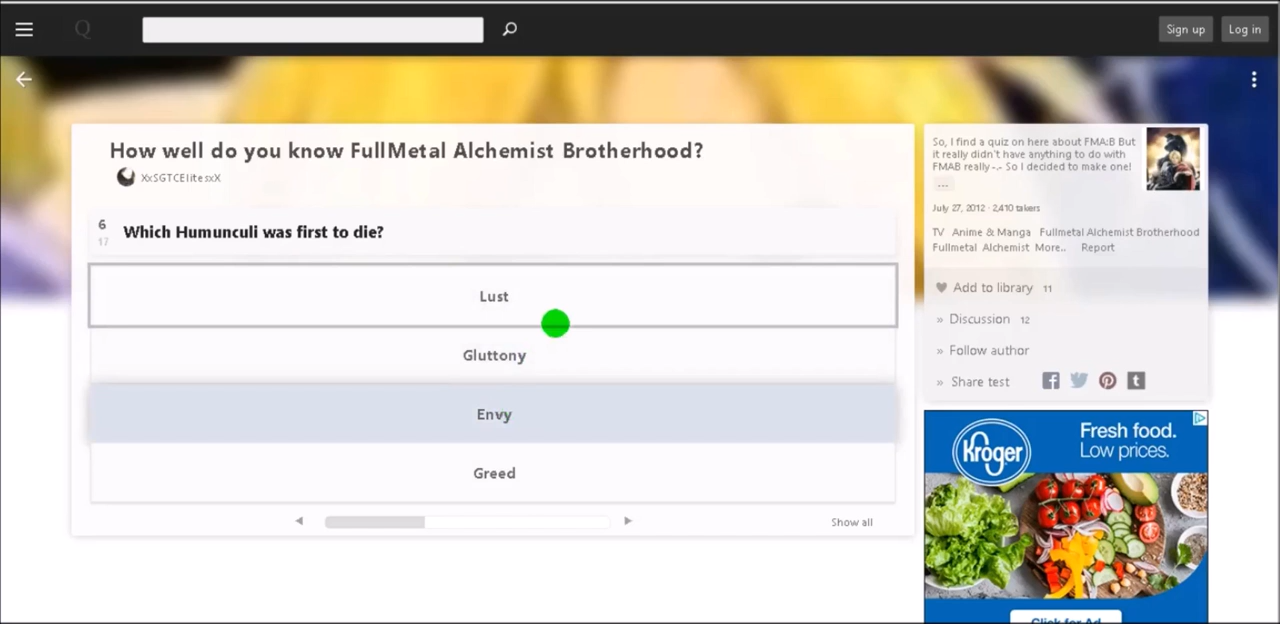 Q
Sign up
Log in
How well do you know FullMetal Alchemist Brotherhood?
XxSGTCElitesxX
6
17
Which Humunculi was first to die?
Lust
Gluttony
Envy
Greed
Show all
So, I find a quiz on here about FMA:B But
it really didn't have anything to do with
FMAB really -.- So I decided to make one!
...
July 27, 2012 · 2,410 takers
TV Anime & Manga Fullmetal Alchemist Brotherhood
Fullmetal Alchemist More.. Report
Add to library 11
» Discussion 12
» Follow author
» Share test
Kroger
Fresh food.
Low prices.
Click for Ad